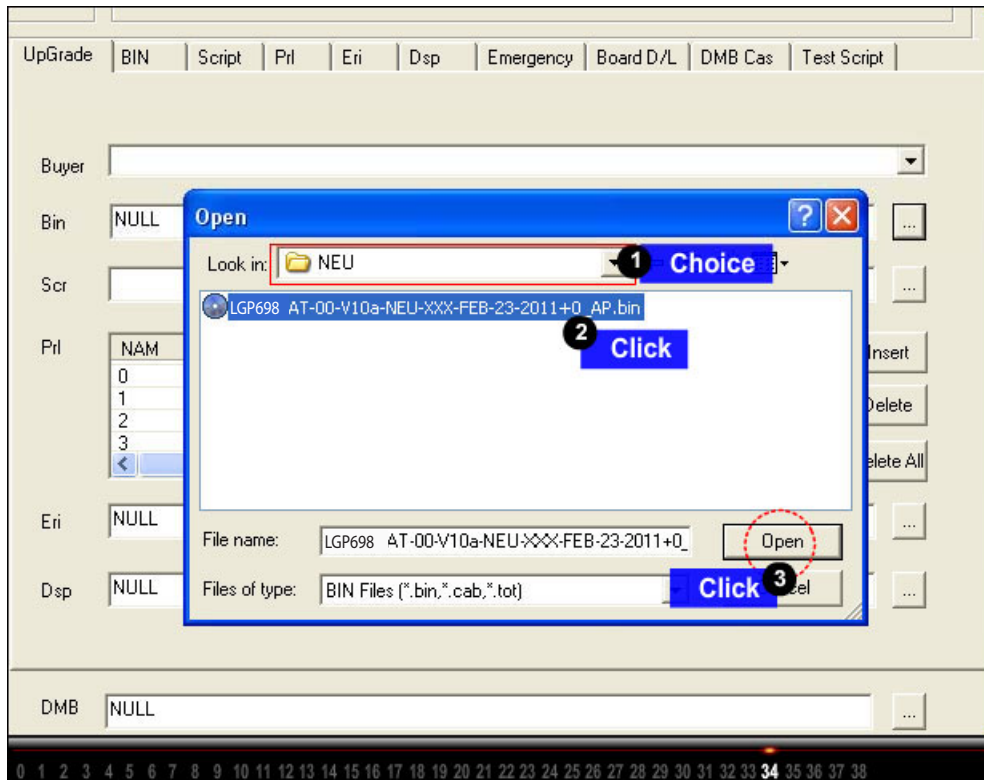 UpGrade BIN Script Prl Eri Dsp Emergency Board D/L DMB Cas Test Script
Buyer
Bin NULL ...
Open
Look in: NEU 1 Choice
LGP698 AT-00-V10a-NEU-XXX-FEB-23-2011+0_AP.bin
2 Click
Scr ...
Prl NAM Insert
0
1 Delete
2
3
Delete All
Eri NULL ...
File name: LGP698 AT-00-V10a-NEU-XXX-FEB-23-2011+0_ Open
Dsp NULL ...
Files of type: BIN Files (*.bin,*.cab,*.tot) Click 3
DMB NULL ...
0 1 2 3 4 5 6 7 8 9 10 11 12 13 14 15 16 17 18 19 20 21 22 23 24 25 26 27 28 29 30 31 32 33 34 35 36 37 38